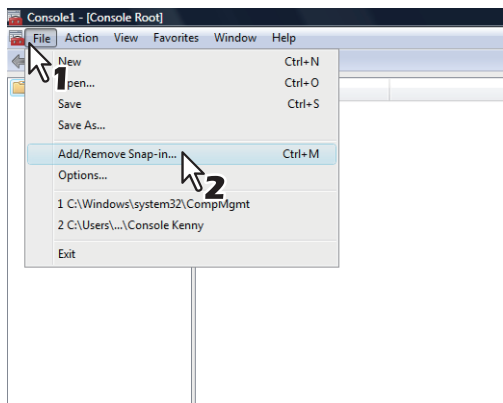 Console1 - [Console Root]
File Action View Favorites Window Help
New Ctrl+N
pen... Ctrl+O
Save Ctrl+S
Save As...
Add/Remove Snap-in... Ctrl+M
Options...
1 C:\Windows\system32\CompMgmt
2 C:\Users\...\Console Kenny
Exit
1
2